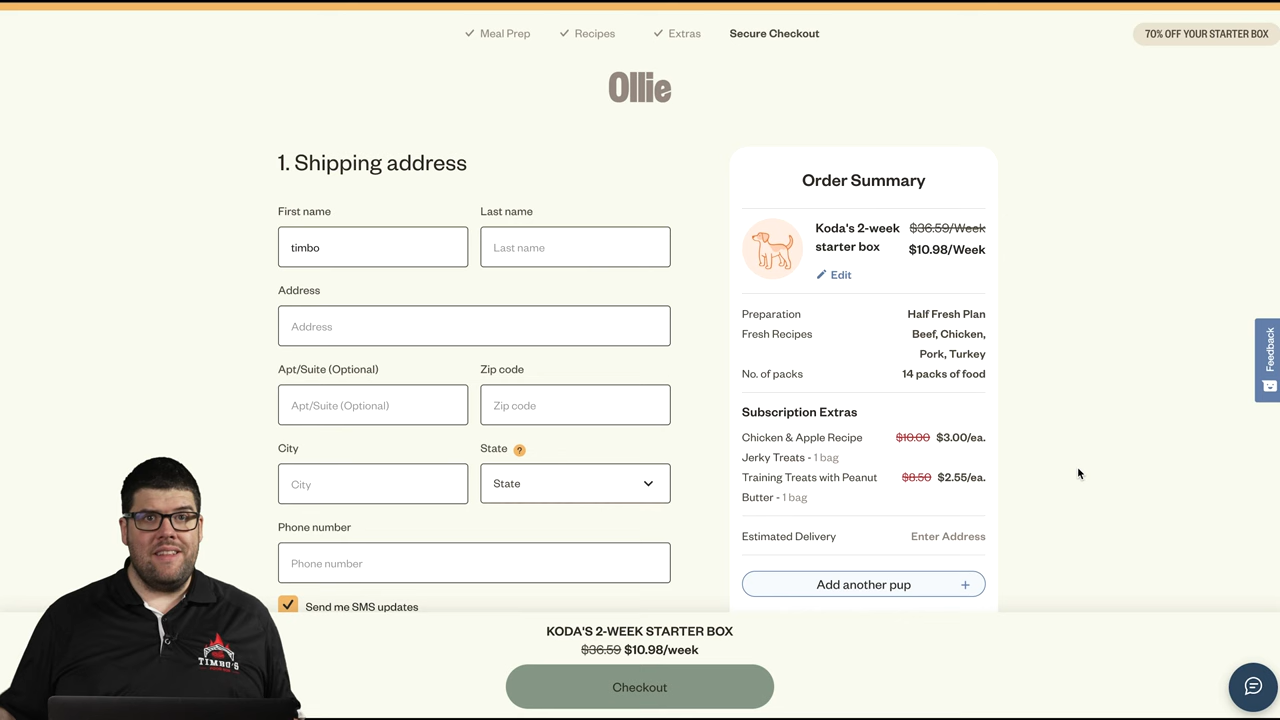 Meal Prep
Recipes
Extras
Secure Checkout
70% OFF YOUR STARTER BOX
Ollie
1. Shipping address
First name
Last name
timbo
Last name
Address
Address
Apt/Suite (Optional)
Zip code
Apt/Suite (Optional)
Zip code
City
State ?
City
State
Phone number
Phone number
Send me SMS updates
Order Summary
Koda's 2-week $36.59/Week
starter box $10.98/Week
Edit
Preparation Half Fresh Plan
Fresh Recipes Beef, Chicken,
Pork, Turkey
No. of packs 14 packs of food
Subscription Extras
Chicken & Apple Recipe $10.00 $3.00/ea.
Jerky Treats - 1 bag
Training Treats with Peanut $8.50 $2.55/ea.
Butter - 1 bag
Estimated Delivery Enter Address
Add another pup +
Feedback
KODA'S 2-WEEK STARTER BOX
$36.59 $10.98/week
Checkout
TIMBO'S